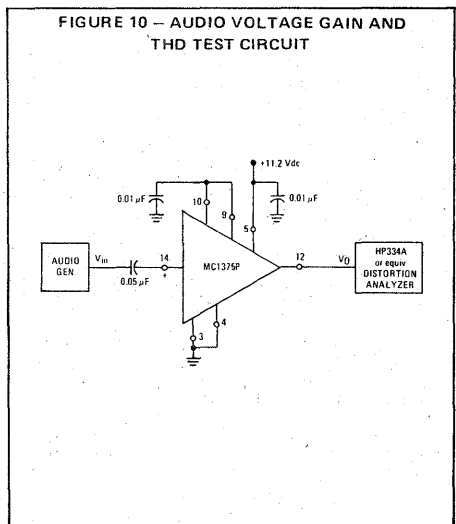 FIGURE 10 – AUDIO VOLTAGE GAIN AND
THD TEST CIRCUIT
+11.2 Vdc
0.01 µF
10
9
0.01 µF
5
AUDIO
GEN.
Vin
14
+
0.05 µF
MC1375P
12
VO
HP334A
or equiv
DISTORTION
ANALYZER
3
4